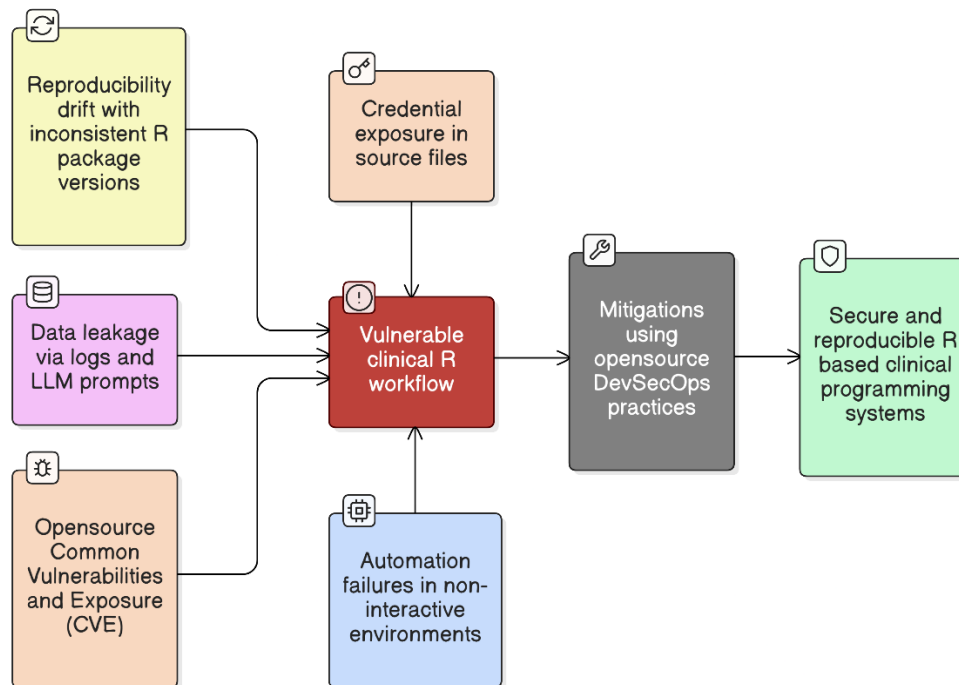 Reproducibility
drift with
inconsistent R
package
versions
Credential
exposure in
source files
Data leakage
via logs and
LLM prompts
Vulnerable
clinical R
workflow
Mitigations
using
opensource
DevSecOps
practices
Secure and
reproducible R
based clinical
programming
systems
Opensource
Common
Vulnerabilities
and Exposure
(CVE)
Automation
failures in non-
interactive
environments